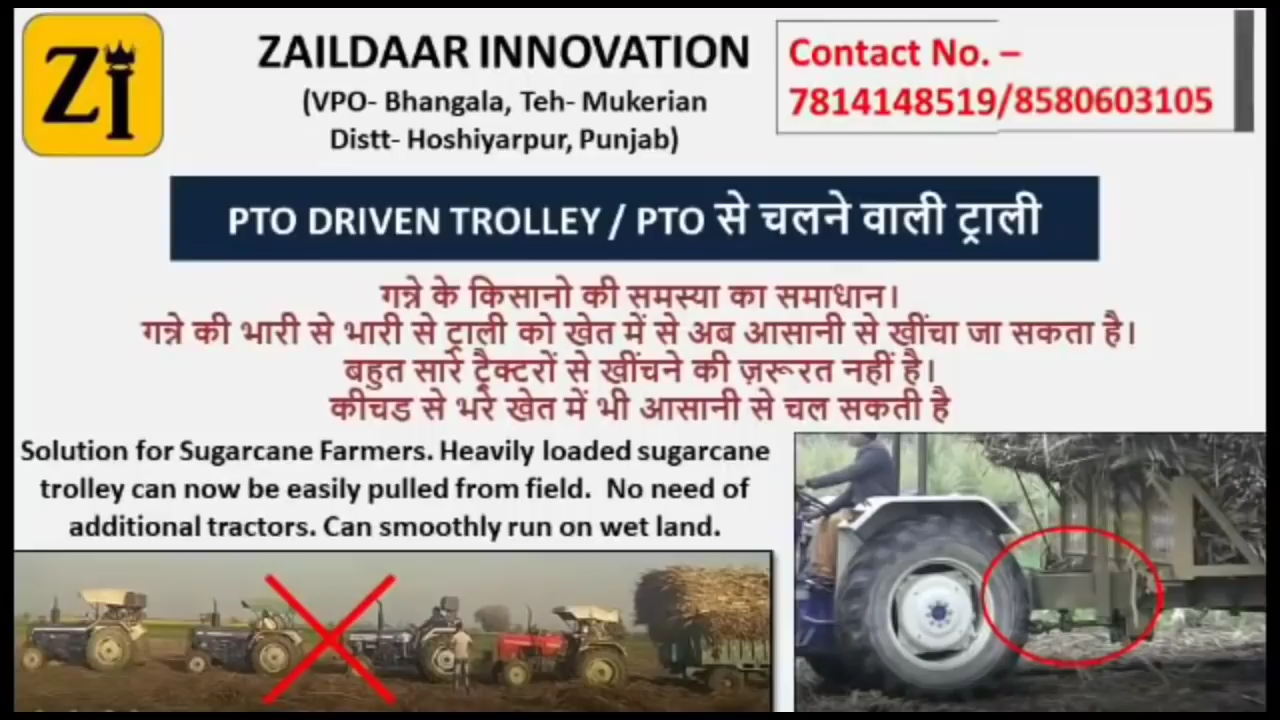 ZI
ZAILDAAR INNOVATION
(VPO- Bhangala, Teh- Mukerian
Distt- Hoshiyarpur, Punjab)
Contact No. –
7814148519/8580603105
PTO DRIVEN TROLLEY / PTO से चलने वाली ट्राली
गन्ने के किसानो की समस्या का समाधान।
गन्ने की भारी से भारी से ट्राली को खेत में से अब आसानी से खींचा जा सकता है।
बहुत सारे ट्रैक्टरों से खींचने की ज़रूरत नहीं है।
कीचड से भरे खेत में भी आसानी से चल सकती है
Solution for Sugarcane Farmers. Heavily loaded sugarcane
trolley can now be easily pulled from field. No need of
additional tractors. Can smoothly run on wet land.